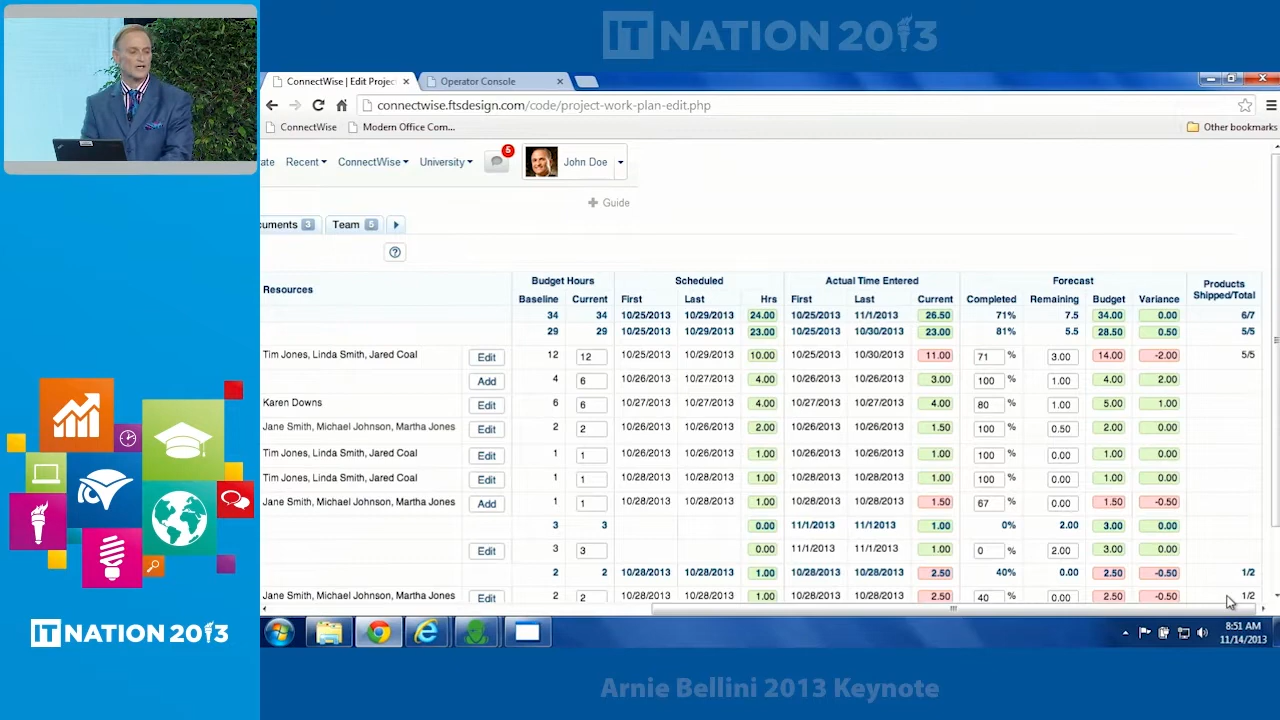 IT NATION 2013
ConnectWise | Edit Projec × Operator Console ×
connectwise.ftsdesign.com/code/project-work-plan-edit.php
ConnectWise Modern Office Com... Other bookmarks
ate Recent ConnectWise University 5 John Doe
Guide
cuments 3 Team 5
?
Resources Budget Hours Scheduled Actual Time Entered Forecast Products Shipped/Total
Baseline Current First Last Hrs First Last Current Completed Remaining Budget Variance
34 34 10/25/2013 10/29/2013 24.00 10/25/2013 11/1/2013 26.50 71% 7.5 34.00 0.00 6/7
29 29 10/25/2013 10/29/2013 23.00 10/25/2013 10/30/2013 23.00 81% 5.5 28.50 0.50 5/5
Tim Jones, Linda Smith, Jared Coal Edit 12 12 10/25/2013 10/29/2013 10.00 10/25/2013 10/30/2013 11.00 71 % 3.00 14.00 -2.00 5/5
Add 4 6 10/26/2013 10/27/2013 4.00 10/26/2013 10/26/2013 3.00 100 % 1.00 4.00 2.00
Karen Downs Edit 6 6 10/27/2013 10/27/2013 4.00 10/27/2013 10/27/2013 4.00 80 % 1.00 5.00 1.00
Jane Smith, Michael Johnson, Martha Jones Edit 2 2 10/26/2013 10/26/2013 2.00 10/26/2013 10/26/2013 1.50 100 % 0.50 2.00 0.00
Tim Jones, Linda Smith, Jared Coal Edit 1 1 10/26/2013 10/26/2013 1.00 10/26/2013 10/26/2013 1.00 100 % 0.00 1.00 0.00
Tim Jones, Linda Smith, Jared Coal Edit 1 1 10/28/2013 10/28/2013 1.00 10/28/2013 10/28/2013 1.00 100 % 0.00 1.00 0.00
Jane Smith, Michael Johnson, Martha Jones Add 1 1 10/28/2013 10/28/2013 1.00 10/28/2013 10/28/2013 1.50 67 % 0.00 1.50 -0.50
3 3 0.00 11/1/2013 11/12013 1.00 0% 2.00 3.00 0.00
Edit 3 3 0.00 11/1/2013 11/1/2013 1.00 0 % 2.00 3.00 0.00
2 2 10/28/2013 10/28/2013 1.00 10/28/2013 10/28/2013 2.50 40% 0.00 2.50 -0.50 1/2
Jane Smith, Michael Johnson, Martha Jones Edit 2 2 10/28/2013 10/28/2013 1.00 10/28/2013 10/28/2013 2.50 40 % 0.00 2.50 -0.50 1/2
8:51 AM
11/14/2013
IT NATION 2013
Arnie Bellini 2013 Keynote